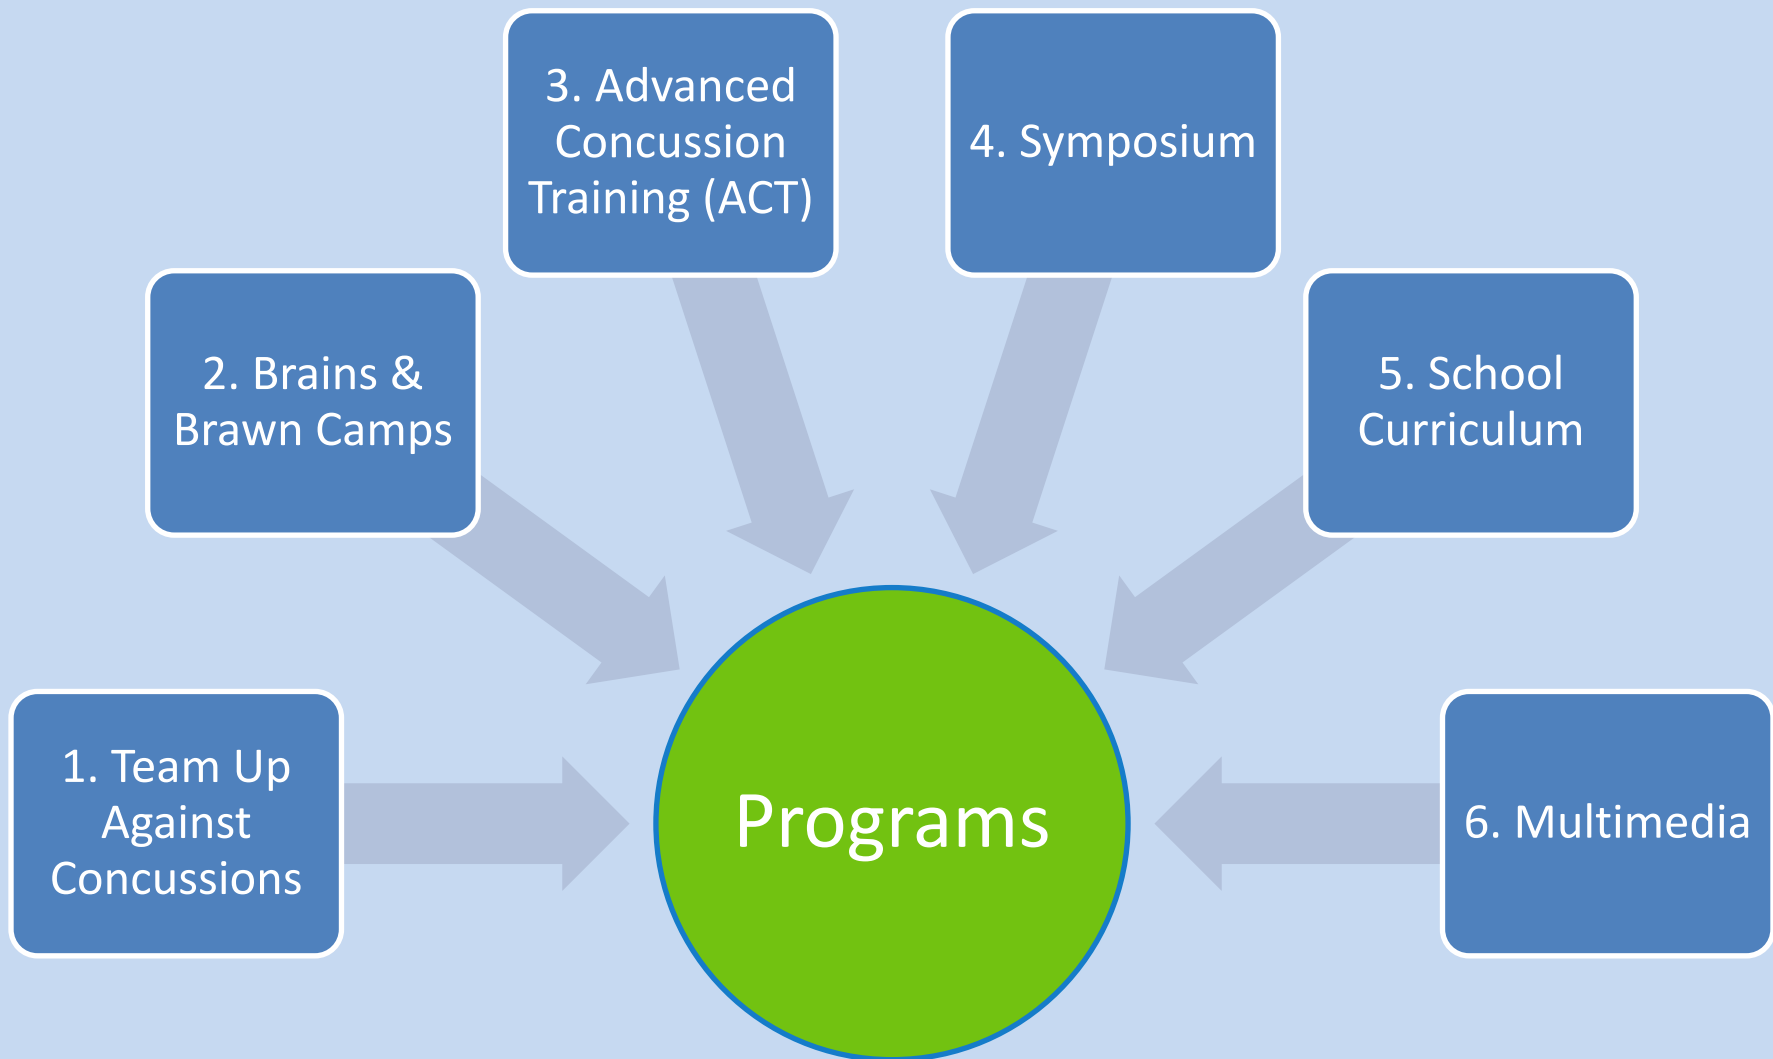 1. Team Up
Against
Concussions
2. Brains &
Brawn Camps
3. Advanced
Concussion
Training (ACT)
4. Symposium
5. School
Curriculum
6. Multimedia
Programs